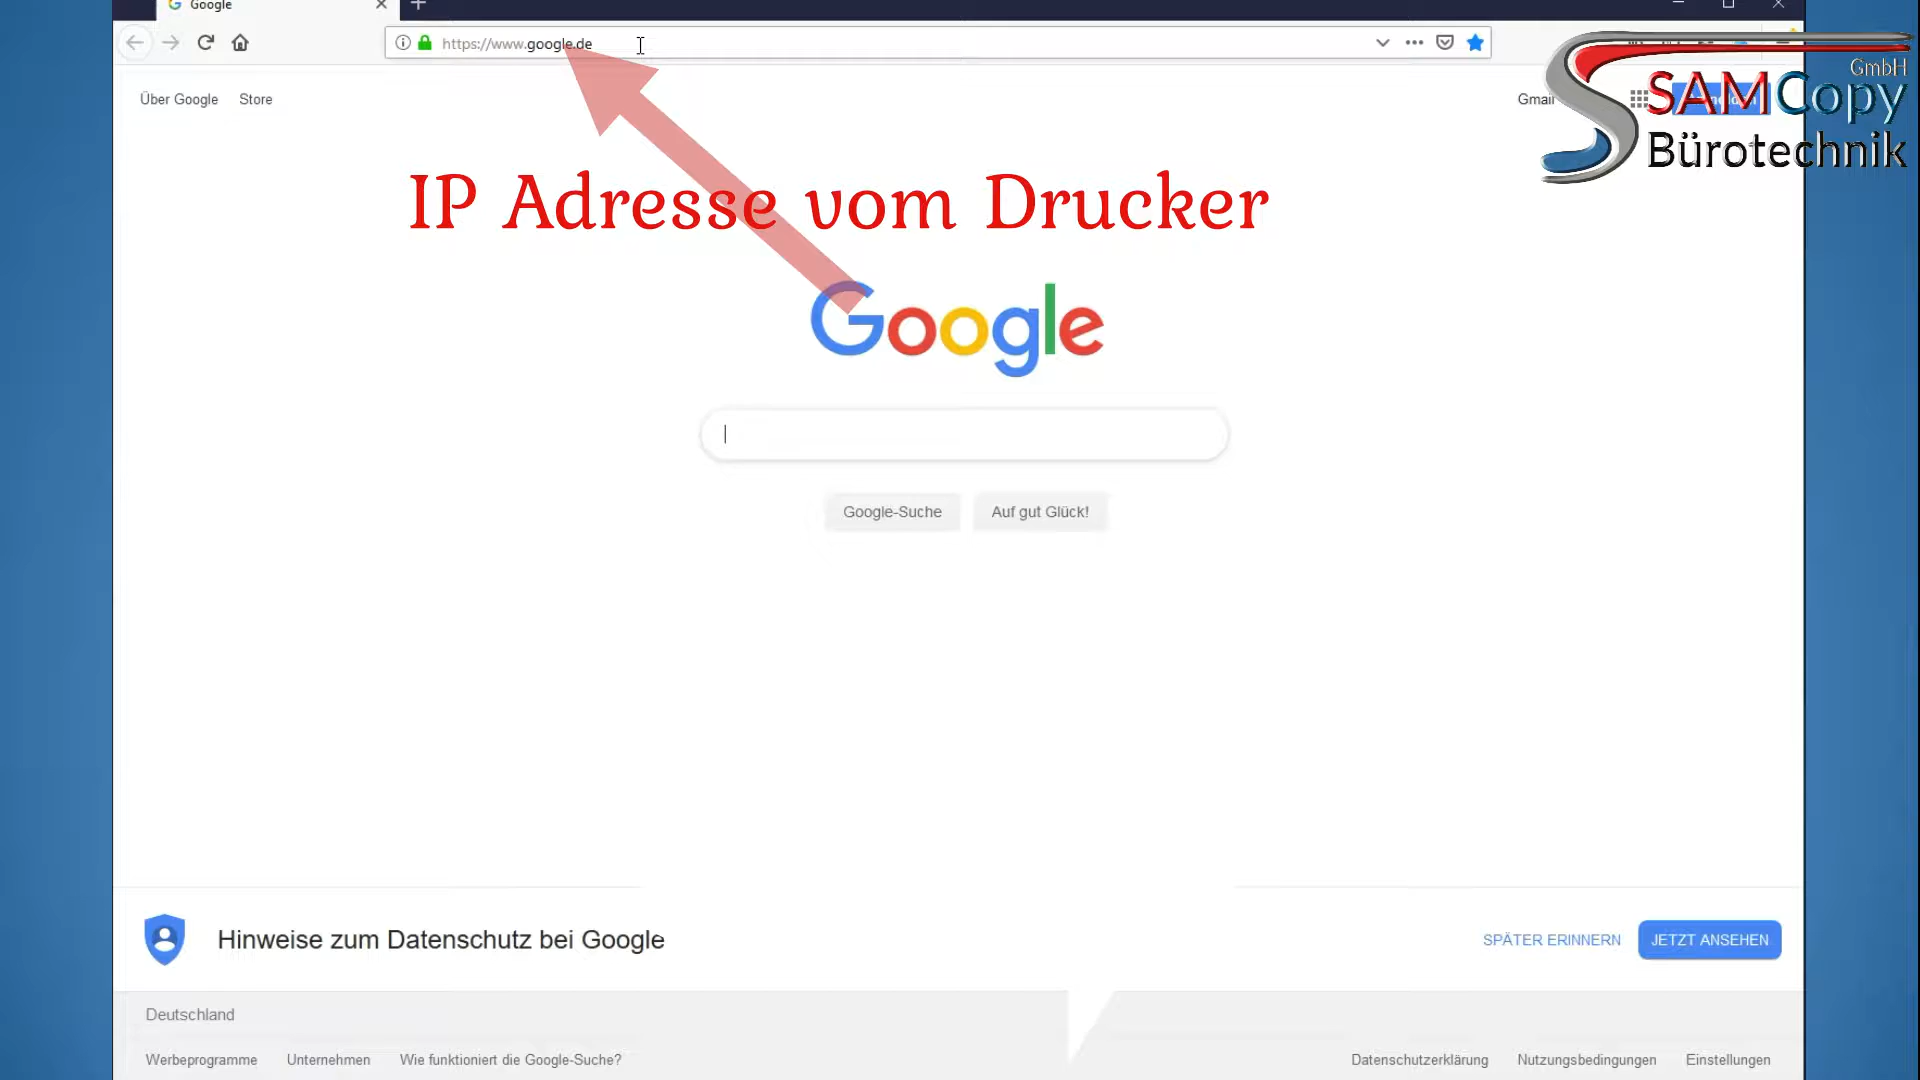 Google
https://www.google.de
Über Google Store
Gmail
GmbH
SAMCopy
Bürotechnik
IP Adresse vom Drucker
Google
Google-Suche Auf gut Glück!
Hinweise zum Datenschutz bei Google
SPÄTER ERINNERN JETZT ANSEHEN
Deutschland
Werbeprogramme Unternehmen Wie funktioniert die Google-Suche?
Datenschutzerklärung Nutzungsbedingungen Einstellungen